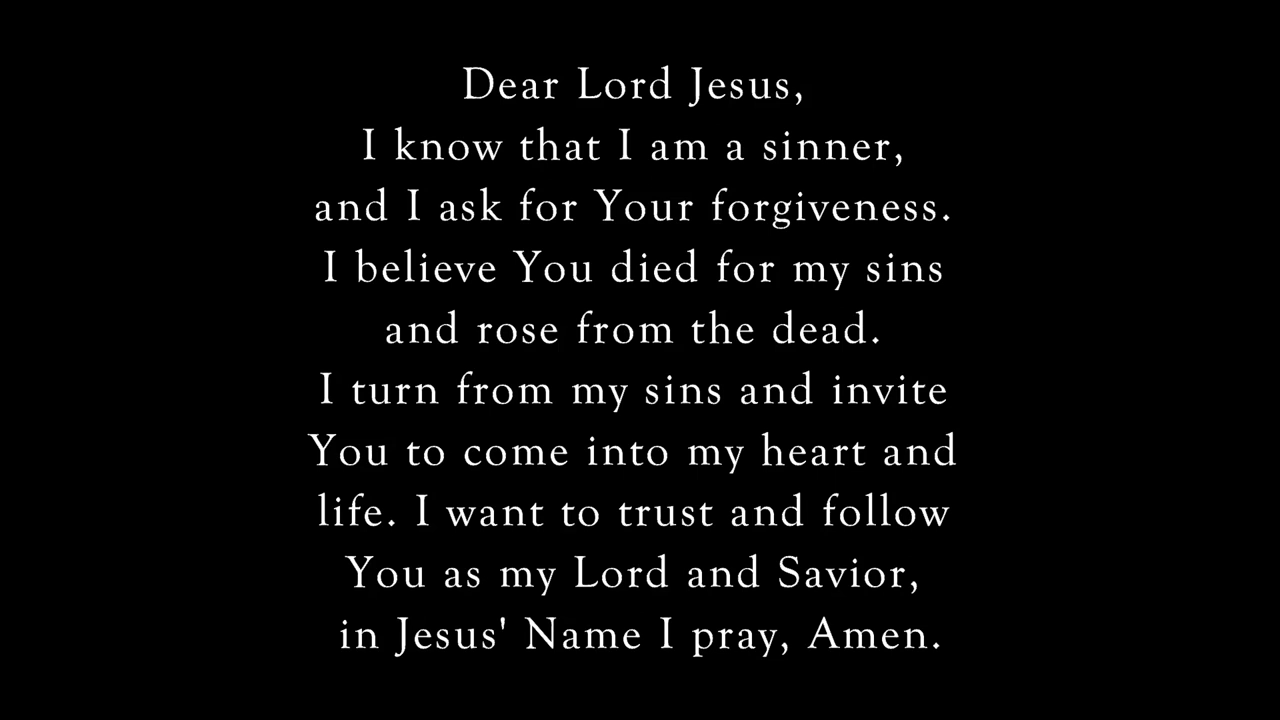 Dear Lord Jesus,
I know that I am a sinner,
and I ask for Your forgiveness.
I believe You died for my sins
and rose from the dead.
I turn from my sins and invite
You to come into my heart and
life. I want to trust and follow
You as my Lord and Savior,
in Jesus' Name I pray, Amen.